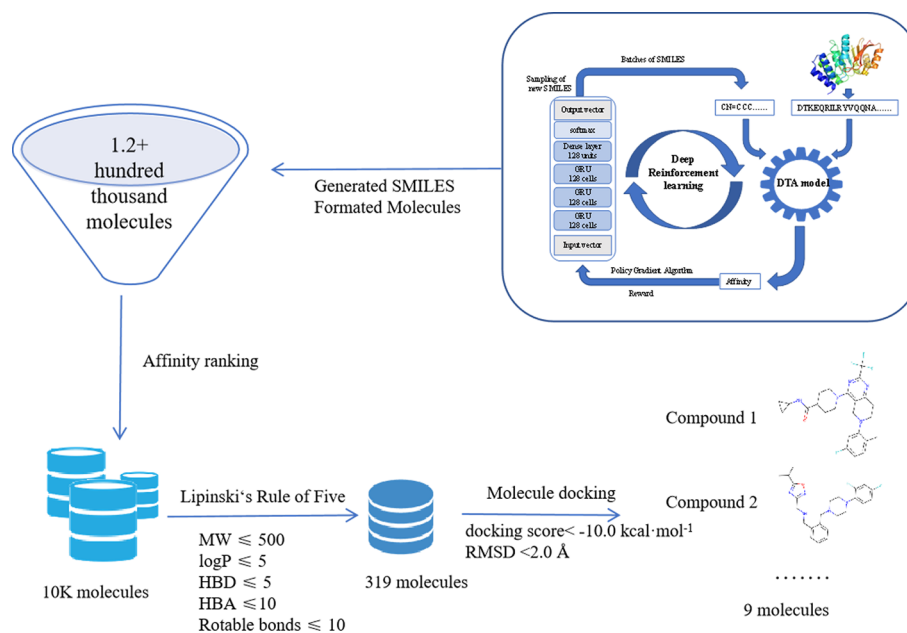 Batches of SMILES
Sampling of
new SMILES
Output vector
softmax
Dense layer
128 units
GRU
128 cells
GRU
128 cells
GRU
128 cells
Input vector
Deep
Reinforcement
learning
CN=CCC......
DTKEQRILRYVQQNA......
DTA model
Policy Gradient Algorithm
Reward
Affinity
1.2+
hundred
thousand
molecules
Generated SMILES
Formated Molecules
Affinity ranking
10K molecules
Lipinski‘s Rule of Five
MW ⩽ 500
logP ⩽ 5
HBD ⩽ 5
HBA ⩽10
Rotable bonds ⩽ 10
319 molecules
Molecule docking
docking score< -10.0 kcal·mol⁻¹
RMSD <2.0 Å
Compound 1
Compound 2
·······
9 molecules